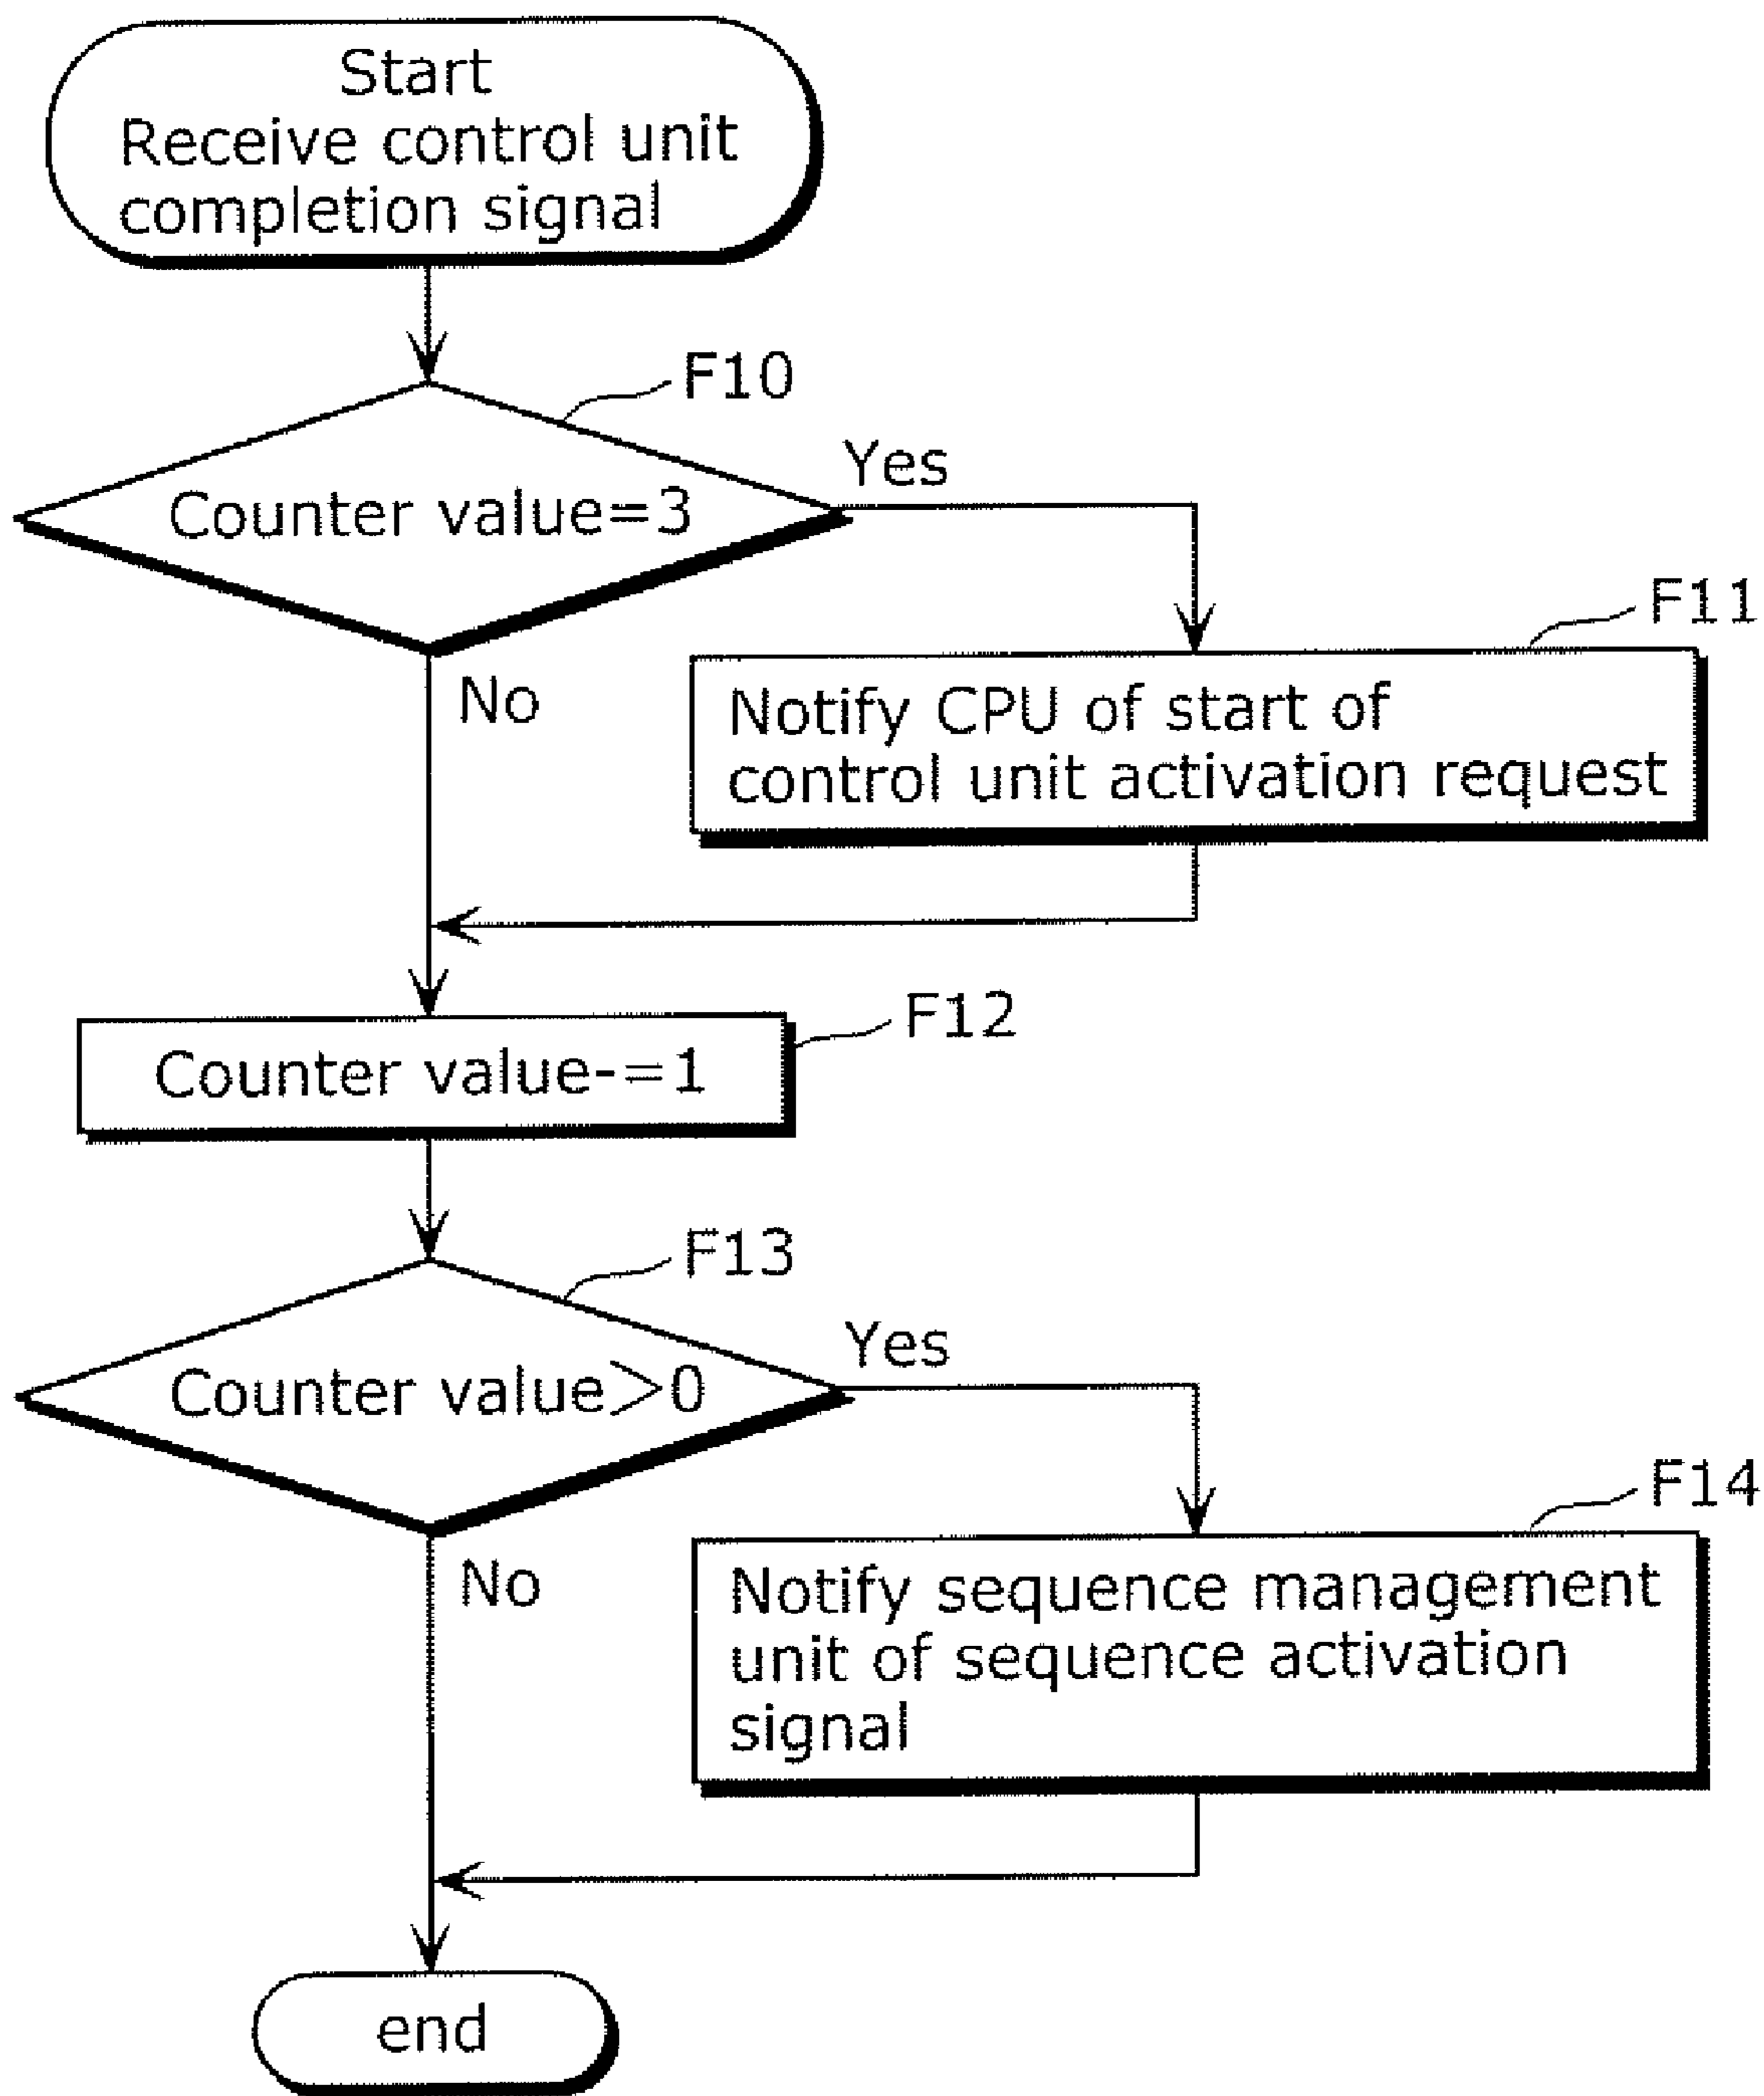 Start
Receive control unit
completion signal
F10
Yes
Counter value=3
F11
No
Notify CPU of start of
control unit activation request
F12
Counter value-=1
F13
Yes
Counter value>0
F14
No
Notify sequence management
unit of sequence activation
signal
end